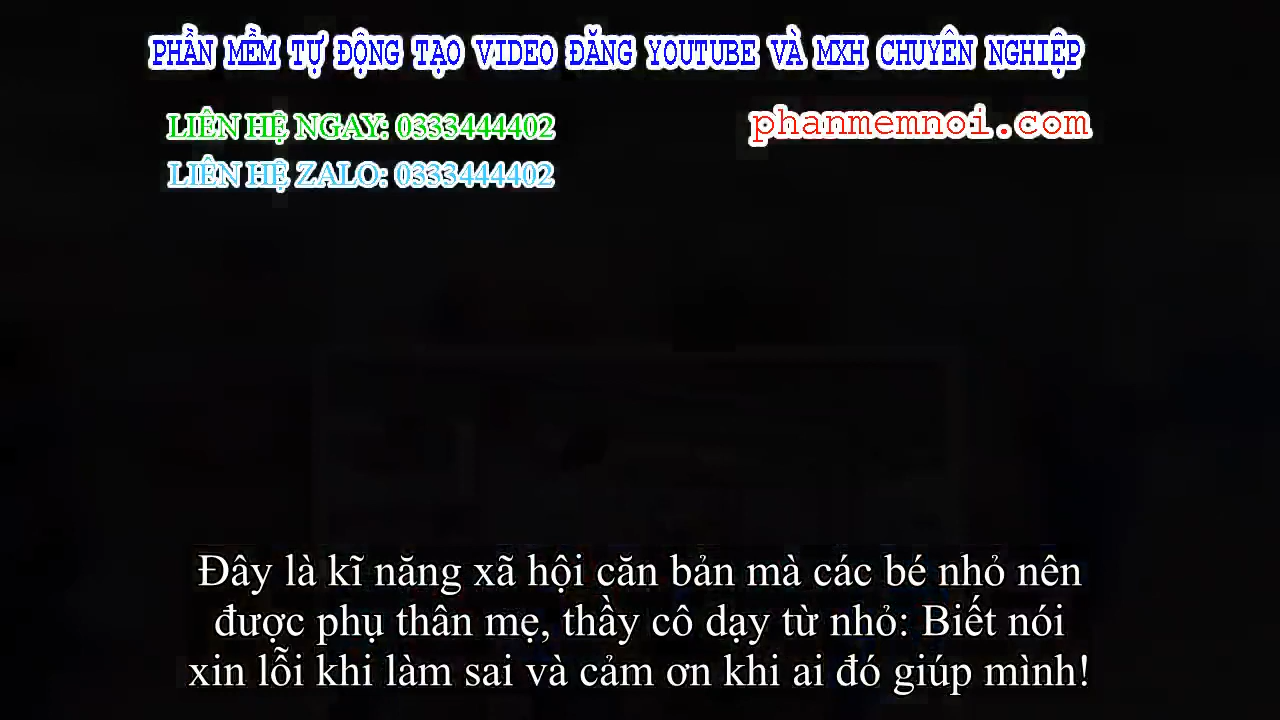 PHẦN MỀM TỰ ĐỘNG TẠO VIDEO ĐĂNG YOUTUBE VÀ MXH CHUYÊN NGHIỆP
LIÊN HỆ NGAY: 0333444402
phanmemnoi.com
LIÊN HỆ ZALO: 0333444402
Đây là kĩ năng xã hội căn bản mà các bé nhỏ nên
được phụ thân mẹ, thầy cô dạy từ nhỏ: Biết nói
xin lỗi khi làm sai và cảm ơn khi ai đó giúp mình!